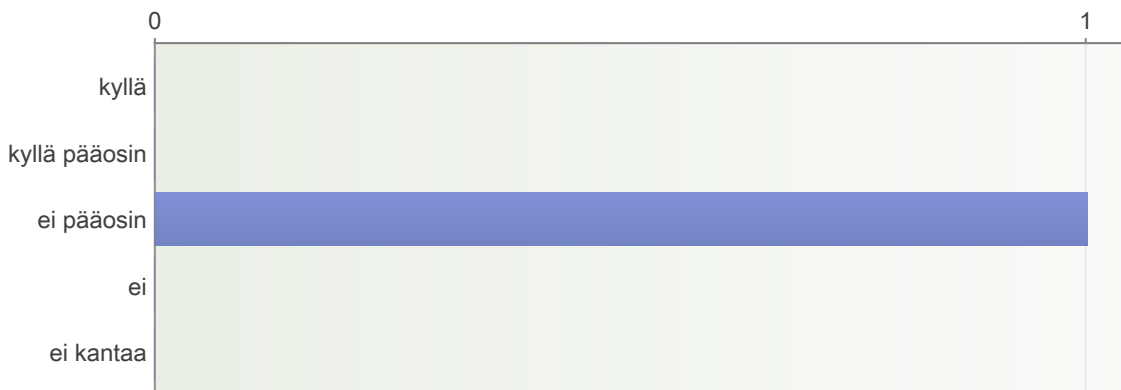 0 1
kyllä
kyllä pääosin
ei pääosin
ei
ei kantaa